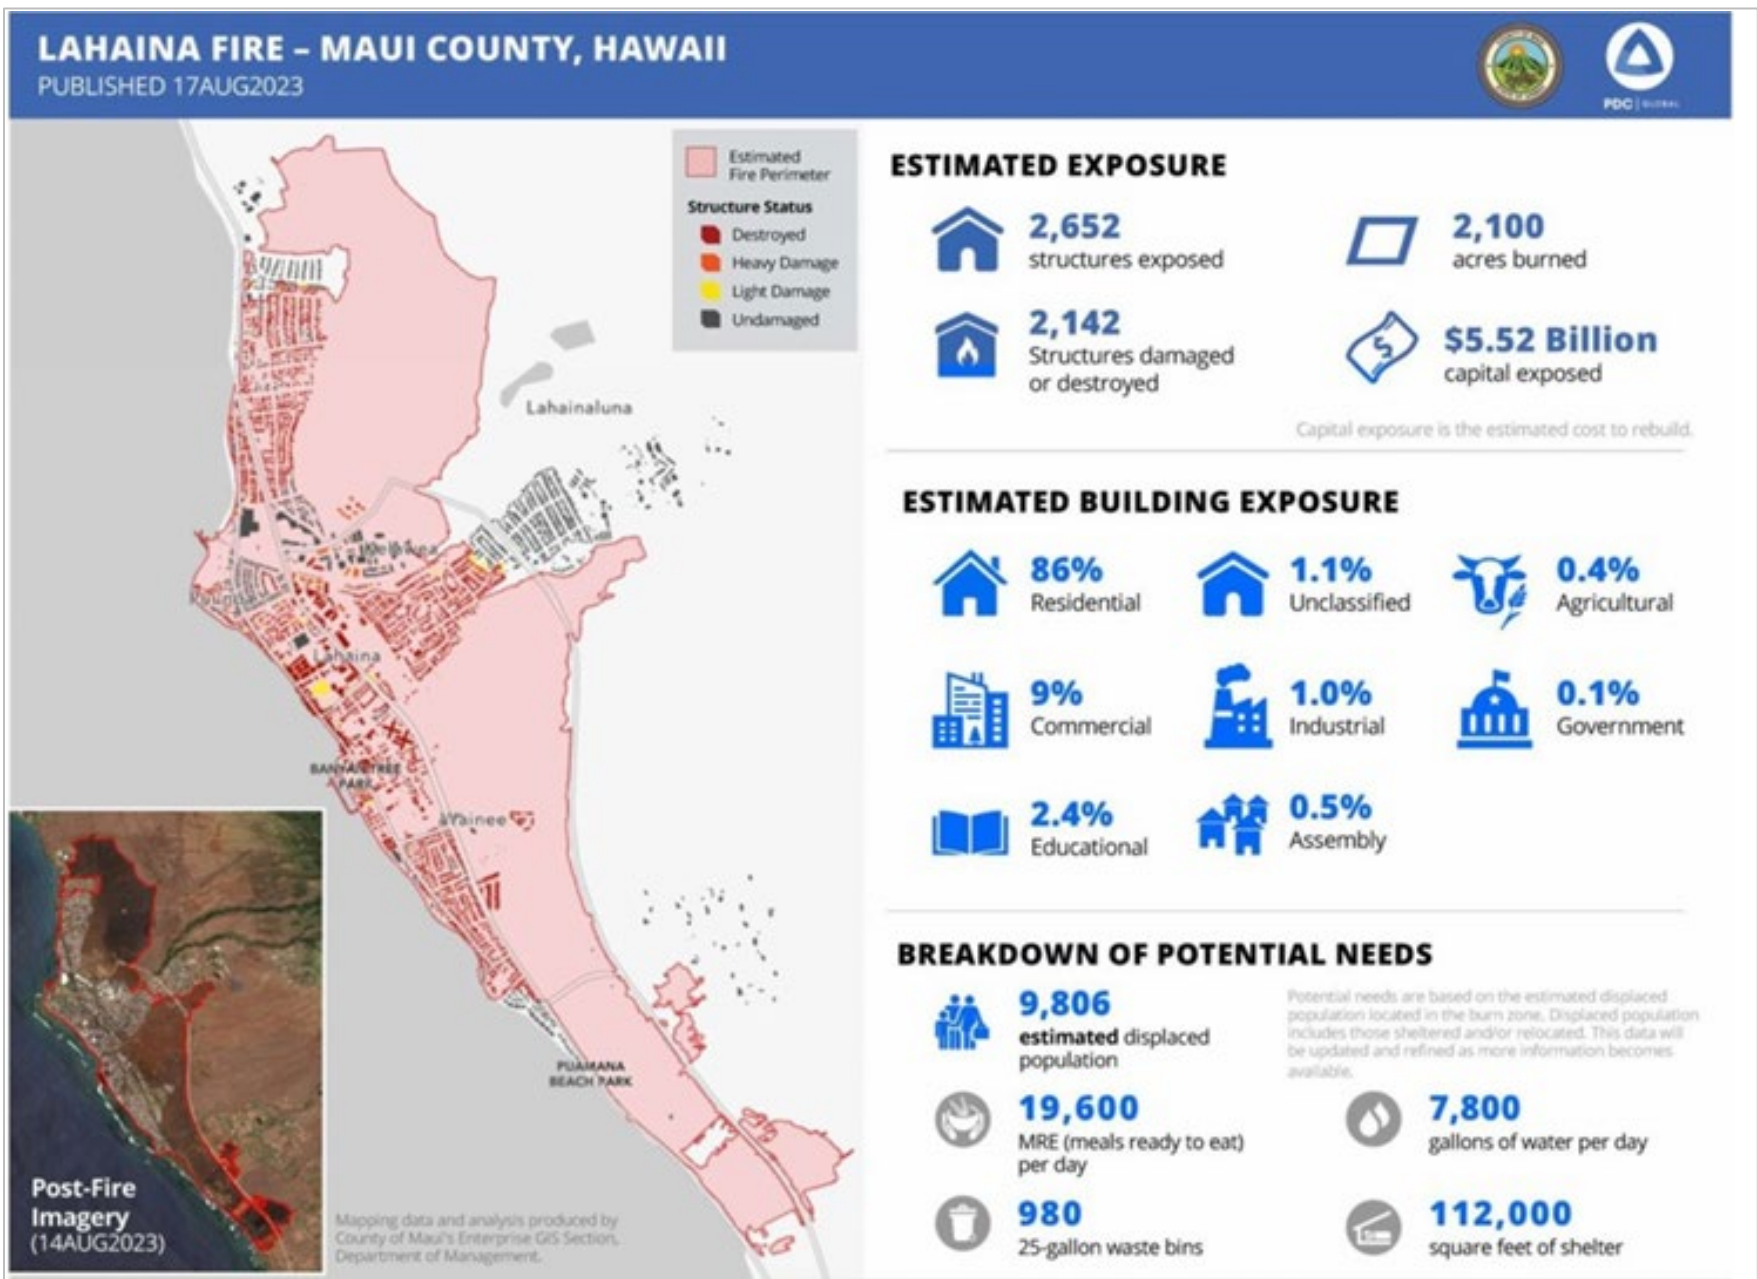 LAHAINA FIRE – MAUI COUNTY, HAWAII
PUBLISHED 17AUG2023
PDC | GLOBAL
Estimated
Fire Perimeter
Structure Status
Destroyed
Heavy Damage
Light Damage
Undamaged
Lahainaluna
Lahaina
BANYAN TREE
PARK
Wainee
PUAMANA
BEACH PARK
Post-Fire
Imagery
(14AUG2023)
Mapping data and analysis produced by
County of Maui's Enterprise GIS Section,
Department of Management.
ESTIMATED EXPOSURE
2,652
structures exposed
2,100
acres burned
2,142
Structures damaged
or destroyed
$5.52 Billion
capital exposed
Capital exposure is the estimated cost to rebuild.
ESTIMATED BUILDING EXPOSURE
86%
Residential
1.1%
Unclassified
0.4%
Agricultural
9%
Commercial
1.0%
Industrial
0.1%
Government
2.4%
Educational
0.5%
Assembly
BREAKDOWN OF POTENTIAL NEEDS
9,806
estimated displaced
population
Potential needs are based on the estimated displaced
population located in the burn zone. Displaced population
includes those sheltered and/or relocated. This data will
be updated and refined as more information becomes
available.
19,600
MRE (meals ready to eat)
per day
7,800
gallons of water per day
980
25-gallon waste bins
112,000
square feet of shelter